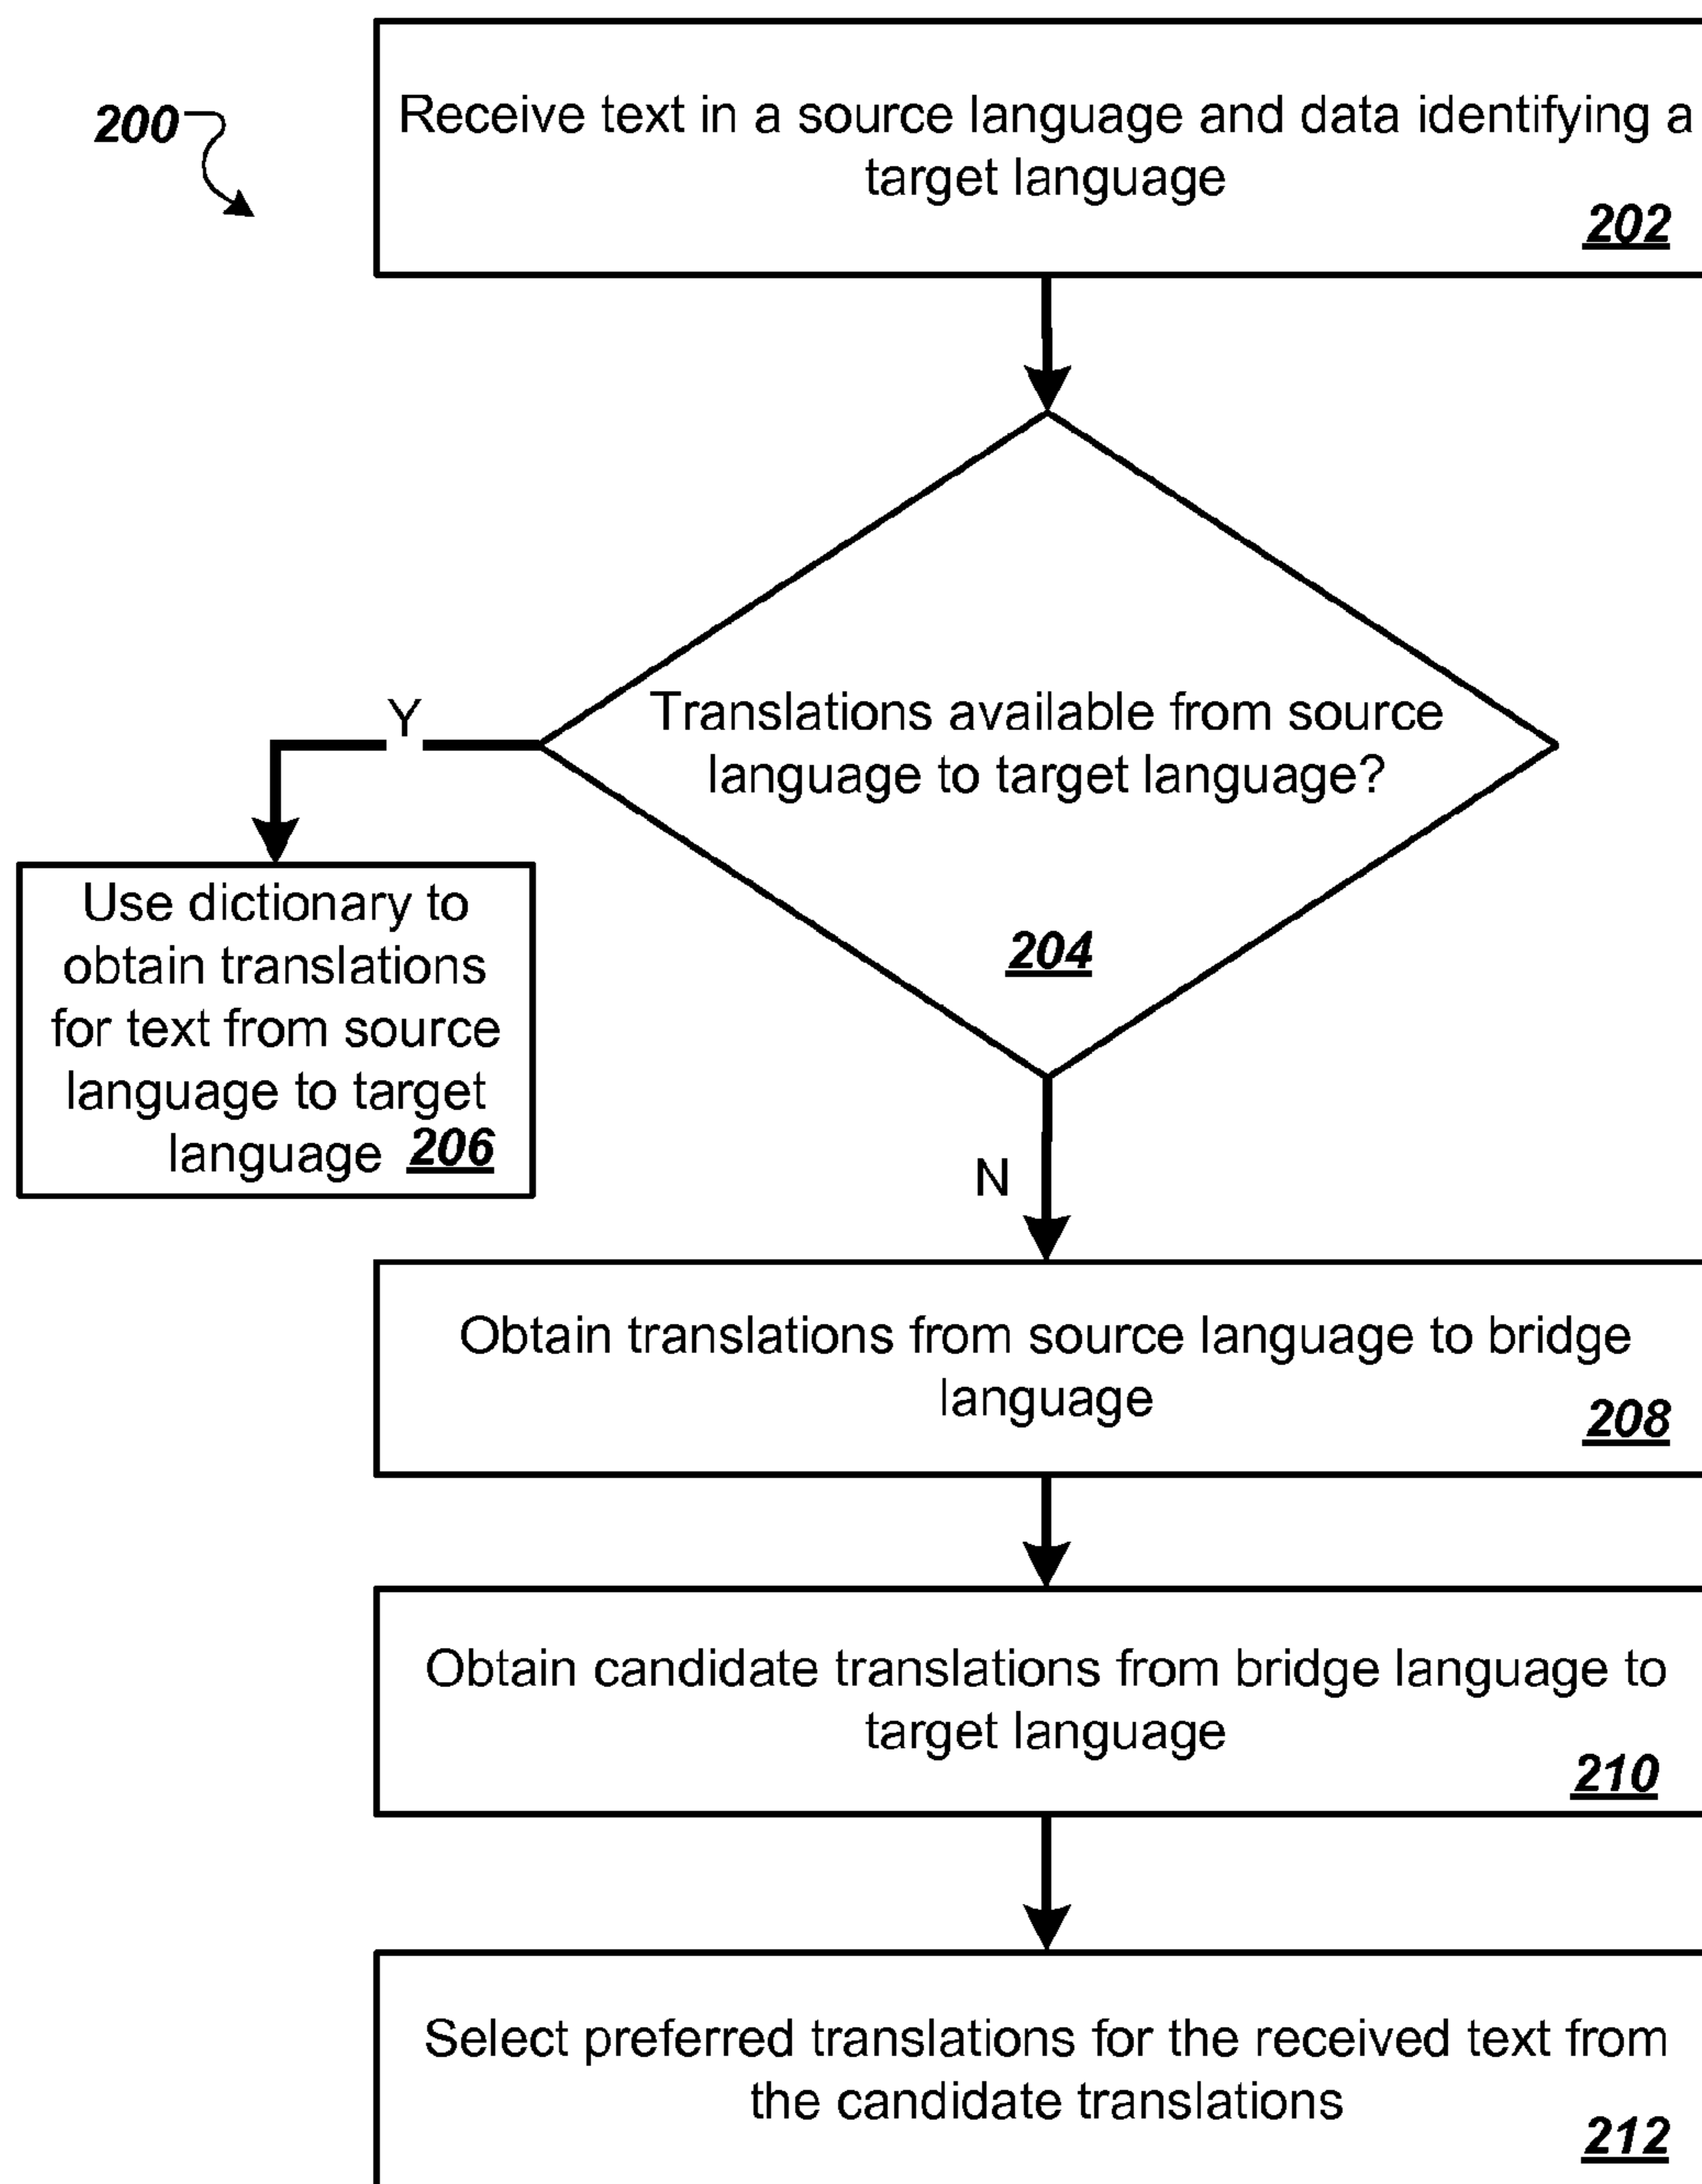 200
Receive text in a source language and data identifying a
target language
202
Translations available from source
language to target language?
204
Y
Use dictionary to
obtain translations
for text from source
language to target
language 206
N
Obtain translations from source language to bridge
language
208
Obtain candidate translations from bridge language to
target language
210
Select preferred translations for the received text from
the candidate translations
212